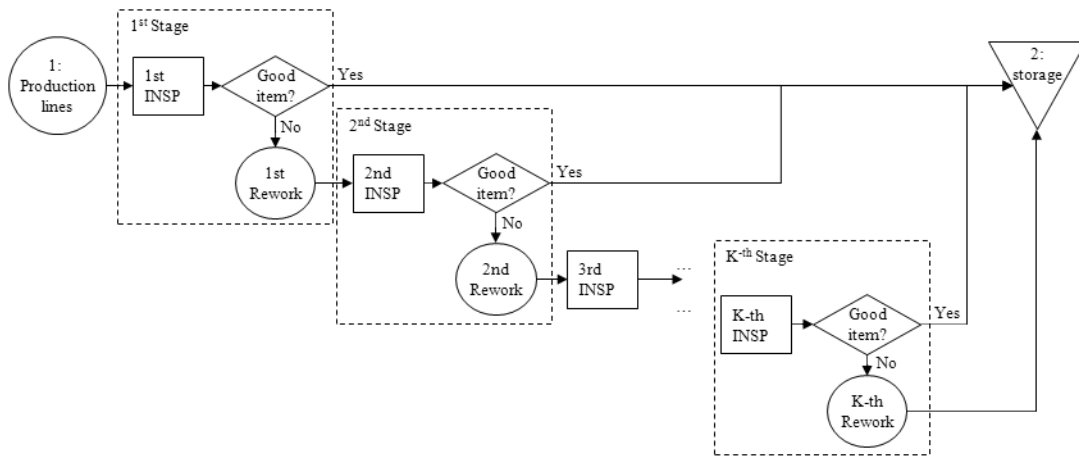 1st Stage
1:
Production
lines
1st
INSP
Good
item?
Yes
No
1st
Rework
2:
storage
2nd Stage
2nd
INSP
Good
item?
Yes
No
2nd
Rework
3rd
INSP
...
...
K-th Stage
K-th
INSP
Good
item?
Yes
No
K-th
Rework